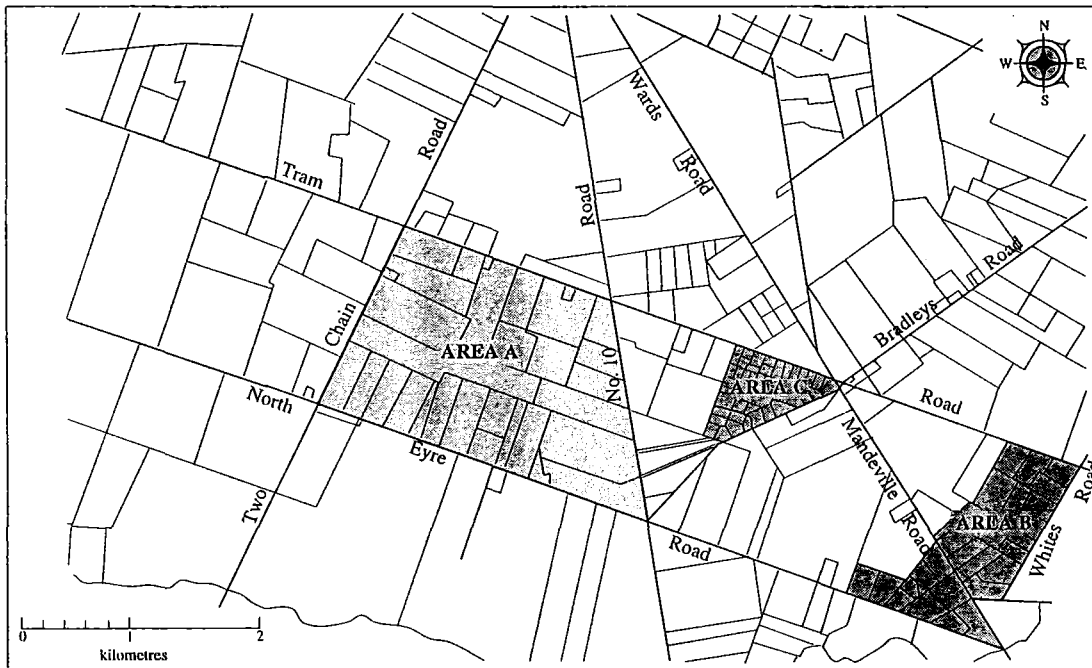 N
W E
S
Wards
Road
Road
Tram
Road
Road
Bradleys
Chain
AREA A
No. 10
AREA C
North
Road
Eyre
Mandeville
Two
Road
Road
AREA B
Whites
Road
0 1 2
kilometres